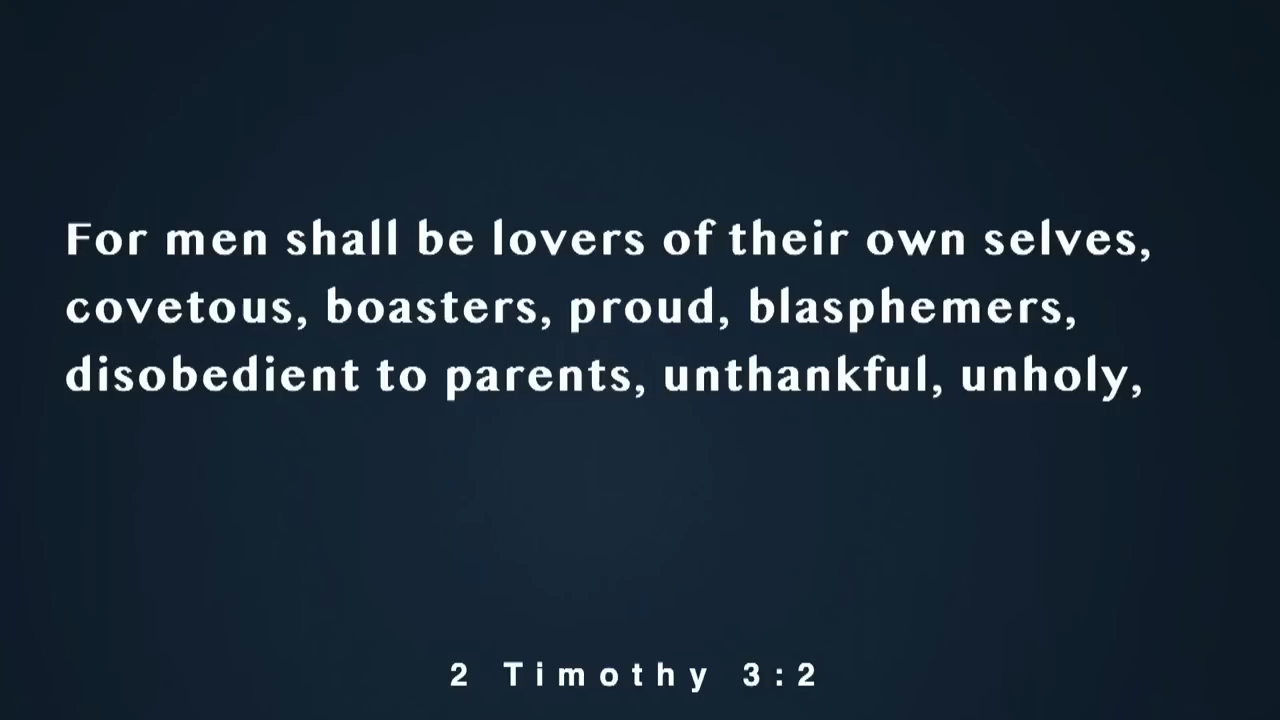 For men shall be lovers of their own selves,
covetous, boasters, proud, blasphemers,
disobedient to parents, unthankful, unholy,
2 Timothy 3:2